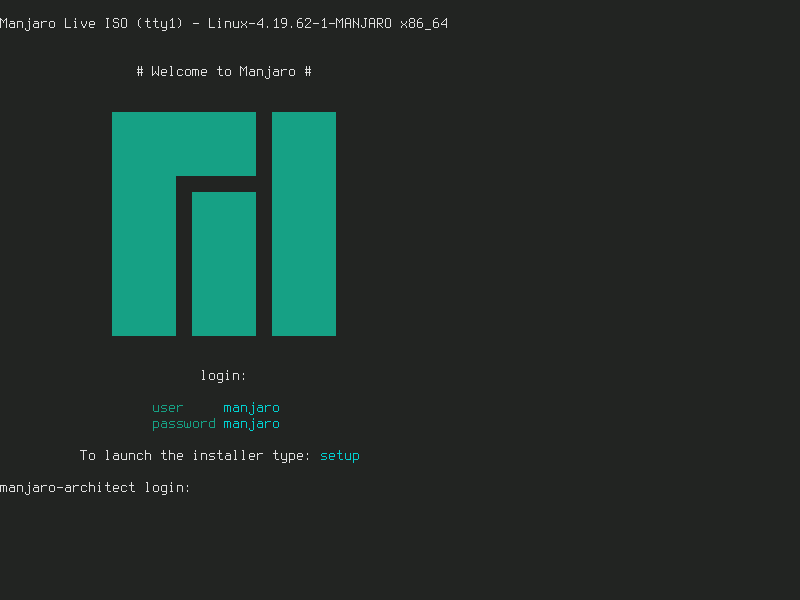 Manjaro Live ISO (tty1) - Linux-4.19.62-1-MANJARO x86_64
# Welcome to Manjaro #
login:
user manjaro
password manjaro
To launch the installer type: setup
manjaro-architect login: